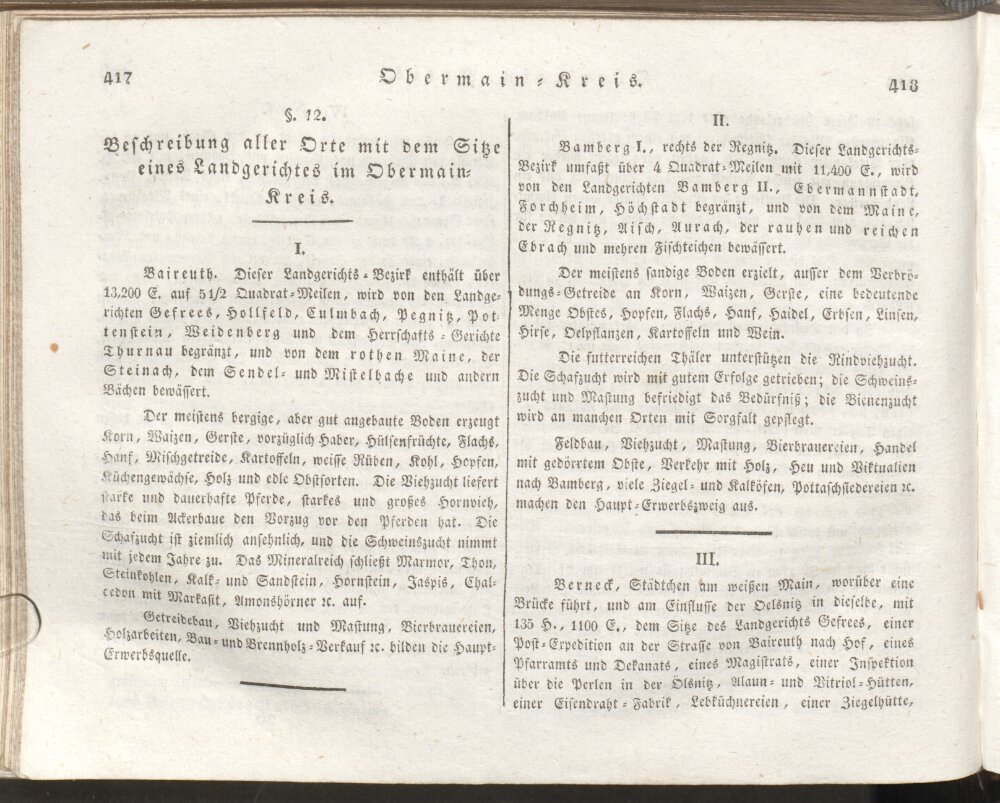 417
Obermain-Kreis.
418
§. 12.
Beschreibung aller Orte mit dem Sitze
eines Landgerichtes im Obermain-
Kreis.
I.
Baireuth. Dieser Landgerichts-Bezirk enthält über
13,200 E. auf 5 1/2 Quadrat-Meilen, wird von den Landge-
richten Gefrees, Hollfeld, Culmbach, Pegnitz, Pot-
tenstein, Weidenberg und dem Herrschafts-Gerichte
Thurnau begränzt, und von dem rothen Maine, der
Steinach, dem Sendel- und Mistelbache und andern
Bächen bewässert.
Der meistens bergige, aber gut angebaute Boden erzeugt
Korn, Waizen, Gerste, vorzüglich Haber, Hülsenfrüchte, Flachs,
Hanf, Mischgetreide, Kartoffeln, weisse Rüben, Kohl, Hopfen,
Küchengewächse, Holz und edle Obstsorten. Die Viehzucht liefert
starke und dauerhafte Pferde, starkes und großes Hornvieh,
das beim Ackerbaue den Vorzug vor den Pferden hat. Die
Schafzucht ist ziemlich ansehnlich, und die Schweinszucht nimmt
mit jedem Jahre zu. Das Mineralreich schließt Marmor, Thon,
Steinkohlen, Kalk- und Sandstein, Hornstein, Jaspis, Chal-
cedon mit Markasit, Amonshörner ꝛc. auf.
Getreidebau, Viehzucht und Mastung, Bierbrauereien,
Holzarbeiten, Bau- und Brennholz-Verkauf ꝛc. bilden die Haupt-
Erwerbsquelle.
II.
Bamberg I., rechts der Regnitz. Dieser Landgerichts-
Bezirk umfaßt über 4 Quadrat-Meilen mit 11,400 E., wird
von den Landgerichten Bamberg II., Ebermannstadt,
Forchheim, Höchstadt begränzt, und von dem Maine,
der Regnitz, Aisch, Aurach, der rauhen und reichen
Ebrach und mehren Fischteichen bewässert.
Der meistens sandige Boden erzielt, ausser dem Verbrö-
dungs-Getreide an Korn, Waizen, Gerste, eine bedeutende
Menge Obstes, Hopfen, Flachs, Hanf, Haidel, Erbsen, Linsen,
Hirse, Oelpflanzen, Kartoffeln und Wein.
Die futterreichen Thäler unterstützen die Rindviehzucht.
Die Schafzucht wird mit gutem Erfolge getrieben; die Schweins-
zucht und Mastung befriedigt das Bedürfniß; die Bienenzucht
wird an manchen Orten mit Sorgfalt gepflegt.
Feldbau, Viehzucht, Mastung, Bierbrauereien, Handel
mit gedörrtem Obste, Verkehr mit Holz, Heu und Viktualien
nach Bamberg, viele Ziegel- und Kalköfen, Pottaschsiedereien ꝛc.
machen den Haupt-Erwerbszweig aus.
III.
Berneck, Städtchen am weißen Main, worüber eine
Brücke führt, und am Einflusse der Oelsnitz in dieselbe, mit
135 H., 1100 E., dem Sitze des Landgerichts Gefrees, einer
Post-Expedition an der Strasse von Baireuth nach Hof, eines
Pfarramts und Dekanats, eines Magistrats, einer Inspektion
über die Perlen in der Ölsnitz, Alaun- und Vitriol-Hütten,
einer Eisendraht-Fabrik, Lebküchnereien, einer Ziegelhütte,